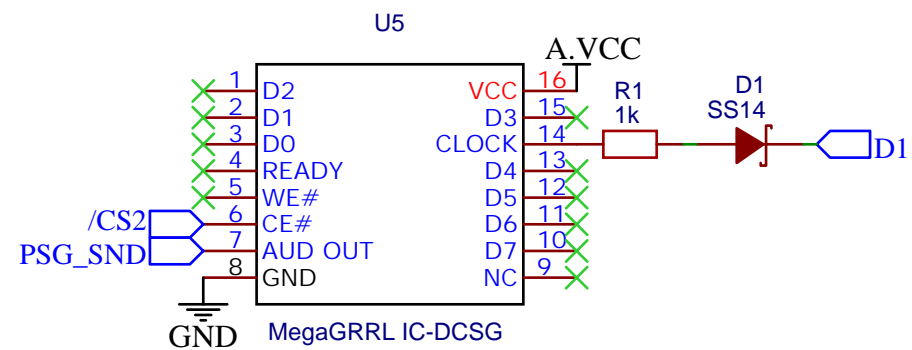 U5
A.VCC
1 D2 VCC 16
R1
1k
D1
SS14
2 D1 D3 15
3 D0 CLOCK 14
D1
4 READY D4 13
5 WE# D5 12
/CS2 6 CE# D6 11
PSG_SND 7 AUD OUT D7 10
8 GND NC 9
GND
MegaGRRL IC-DCSG